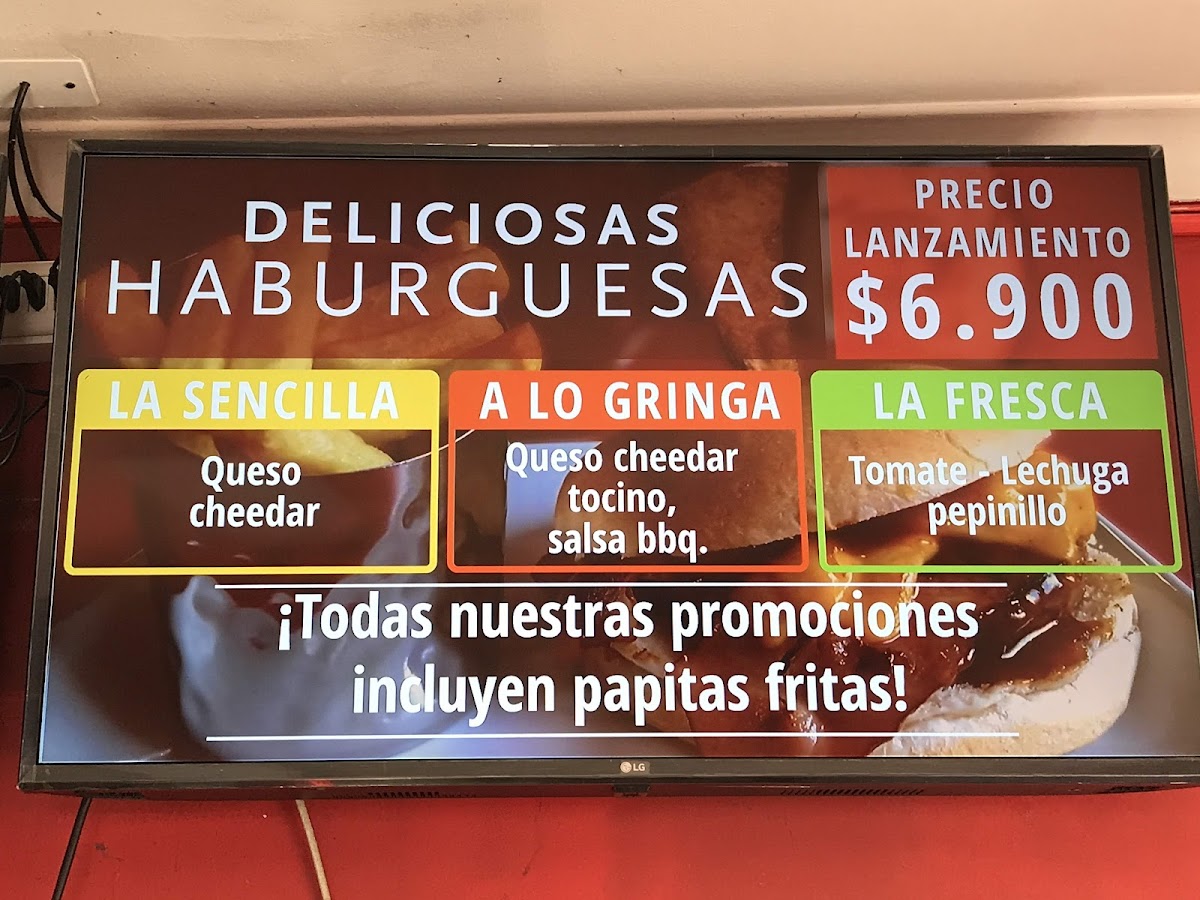 DELICIOSAS
HABURGUESAS
PRECIO
LANZAMIENTO
$6.900
LA SENCILLA
Queso
cheedar
A LO GRINGA
Queso cheedar
tocino,
salsa bbq.
LA FRESCA
Tomate - Lechuga
pepinillo
¡Todas nuestras promociones
incluyen papitas fritas!
LG